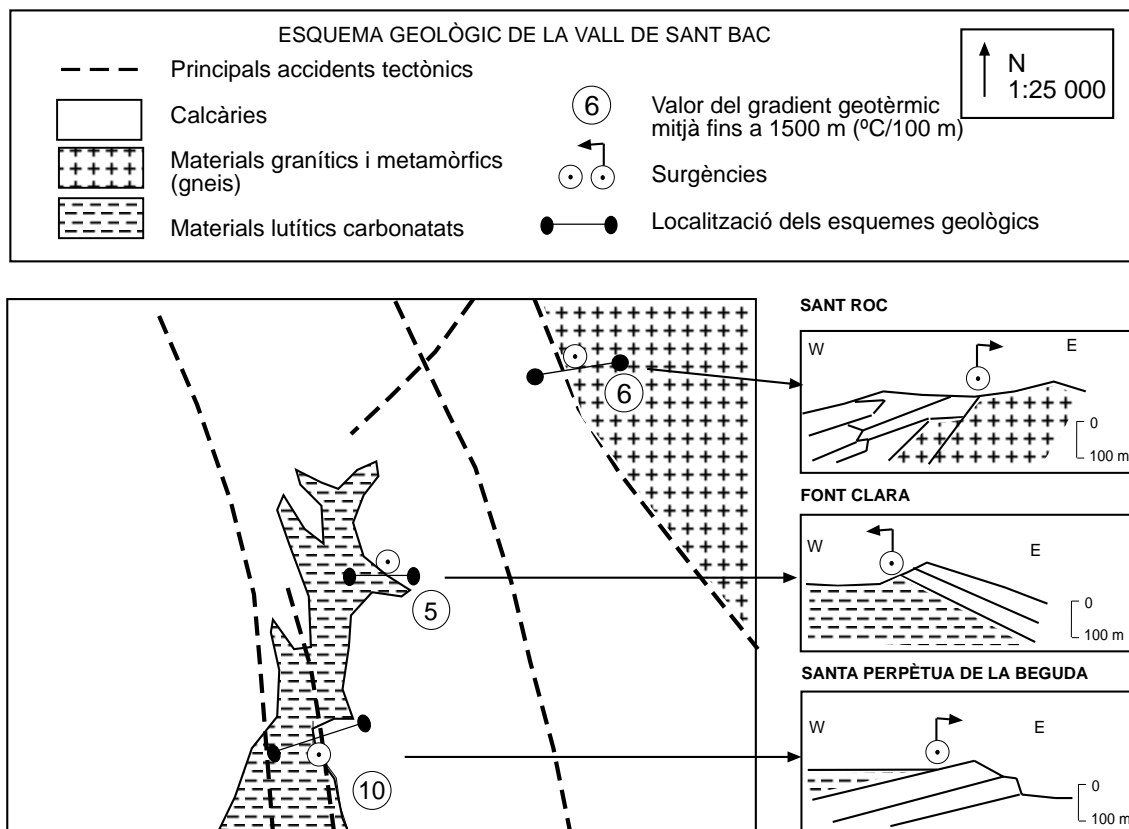 ESQUEMA GEOLÒGIC DE LA VALL DE SANT BAC
Principals accidents tectònics
Calcàries
Materials granítics i metamòrfics
(gneis)
Materials lutítics carbonatats
6
Valor del gradient geotèrmic
mitjà fins a 1500 m (ºC/100 m)
Surgències
Localització dels esquemes geològics
N
1:25 000
6
5
10
SANT ROC
W
E
0
100 m
FONT CLARA
W
E
0
100 m
SANTA PERPÈTUA DE LA BEGUDA
W
E
0
100 m